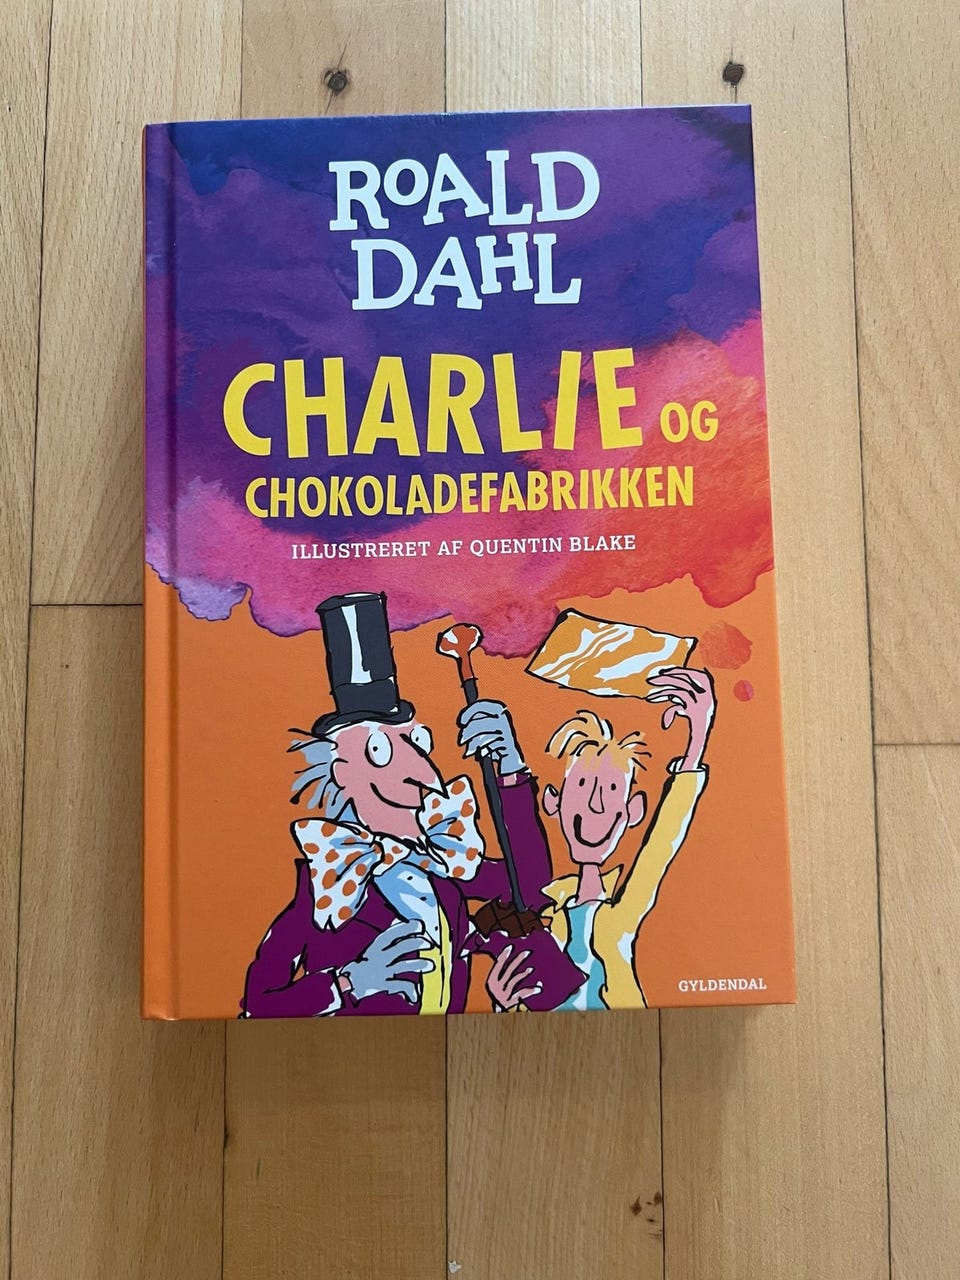 ROALD
DAHL
CHARLIE OG
CHOKOLADEFABRIKKEN
ILLUSTRERET AF QUENTIN BLAKE
GYLDENDAL